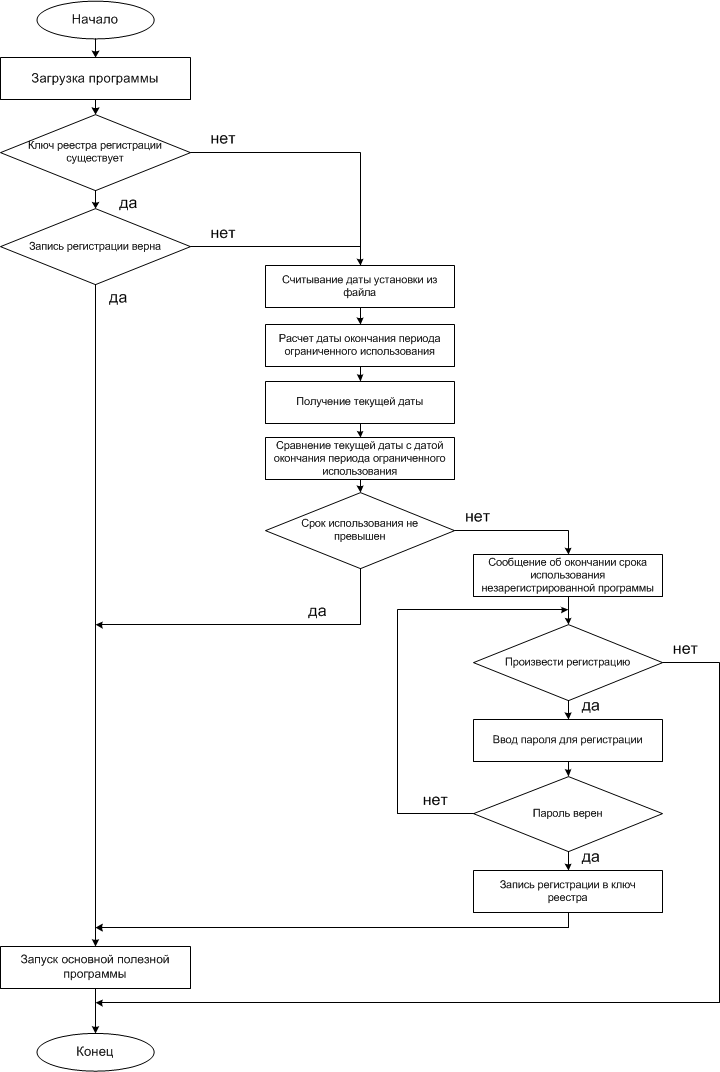 Начало
Загрузка программы
Ключ реестра регистрации
существует
нет
да
Запись регистрации верна
нет
да
Считывание даты установки из
файла
Расчет даты окончания периода
ограниченного использования
Получение текущей даты
Сравнение текущей даты с датой
окончания периода ограниченного
использования
Срок использования не
превышен
нет
да
Сообщение об окончании срока
использования
незарегистрированной программы
Произвести регистрацию
нет
да
Ввод пароля для регистрации
Пароль верен
нет
да
Запись регистрации в ключ
реестра
Запуск основной полезной
программы
Конец